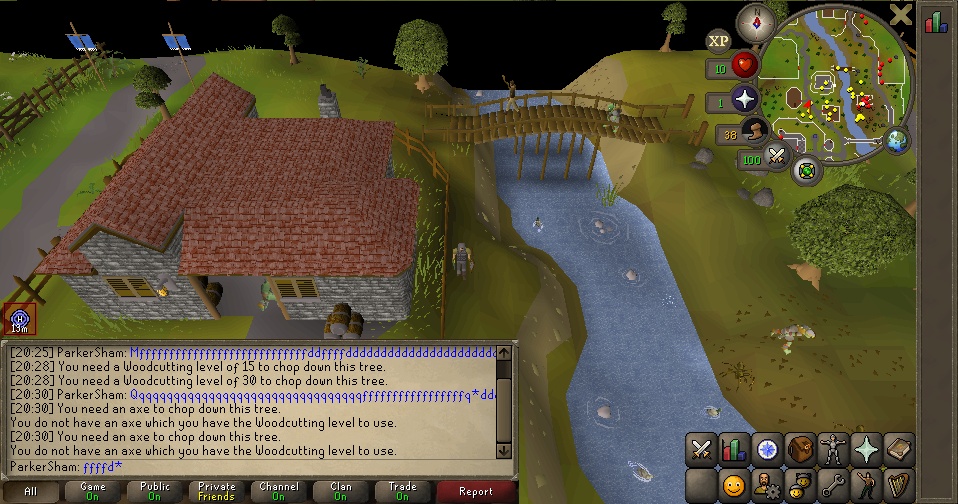 N
XP
10
1
38
100
13m
[20:25] ParkerSham:
[20:28] You need a Woodcutting level of 15 to chop down this tree.
[20:28] You need a Woodcutting level of 30 to chop down this tree.
[20:30] ParkerSham:
[20:30] You need an axe to chop down this tree.
You do not have an axe which you have the Woodcutting level to use.
[20:30] You need an axe to chop down this tree.
You do not have an axe which you have the Woodcutting level to use.
ParkerSham: ffffd*
All
Game
On
Public
On
Private
Friends
Channel
On
Clan
On
Trade
On
Report